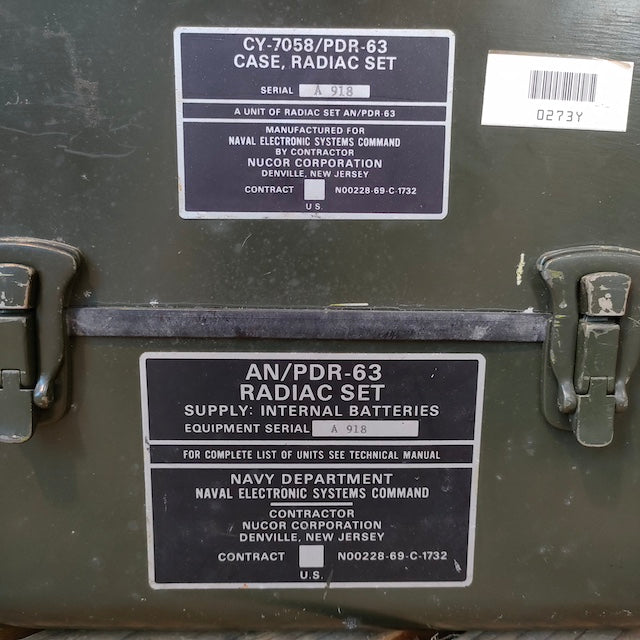 CY-7058/PDR-63
CASE, RADIAC SET
SERIAL A 918
A UNIT OF RADIAC SET AN/PDR-63
MANUFACTURED FOR
NAVAL ELECTRONIC SYSTEMS COMMAND
BY CONTRACTOR
NUCOR CORPORATION
DENVILLE, NEW JERSEY
CONTRACT N00228-69-C-1732
U.S.
0273Y
AN/PDR-63
RADIAC SET
SUPPLY: INTERNAL BATTERIES
EQUIPMENT SERIAL A 918
FOR COMPLETE LIST OF UNITS SEE TECHNICAL MANUAL
NAVY DEPARTMENT
NAVAL ELECTRONIC SYSTEMS COMMAND
CONTRACTOR
NUCOR CORPORATION
DENVILLE, NEW JERSEY
CONTRACT N00228-69-C-1732
U.S.